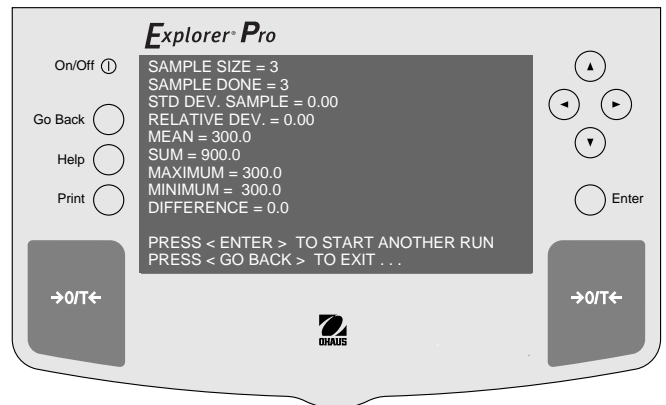 Explorer® Pro
On/Off
SAMPLE SIZE = 3
SAMPLE DONE = 3
STD DEV. SAMPLE = 0.00
RELATIVE DEV. = 0.00
MEAN = 300.0
SUM = 900.0
MAXIMUM = 300.0
MINIMUM = 300.0
DIFFERENCE = 0.0
PRESS < ENTER > TO START ANOTHER RUN
PRESS < GO BACK > TO EXIT . . .
Go Back
Help
Print
Enter
→0/T←
→0/T←
OHAUS